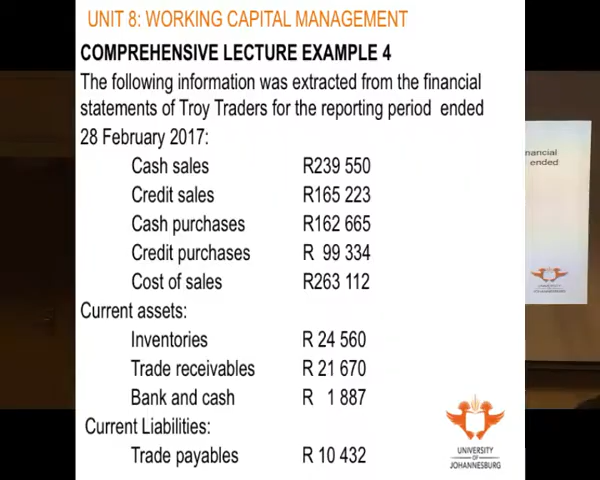 UNIT 8: WORKING CAPITAL MANAGEMENT
COMPREHENSIVE LECTURE EXAMPLE 4
The following information was extracted from the financial
statements of Troy Traders for the reporting period ended
28 February 2017:
Cash sales R239 550
Credit sales R165 223
Cash purchases R162 665
Credit purchases R 99 334
Cost of sales R263 112
Current assets:
Inventories R 24 560
Trade receivables R 21 670
Bank and cash R 1 887
Current Liabilities:
Trade payables R 10 432
UNIVERSITY
OF
JOHANNESBURG
nancial
ended